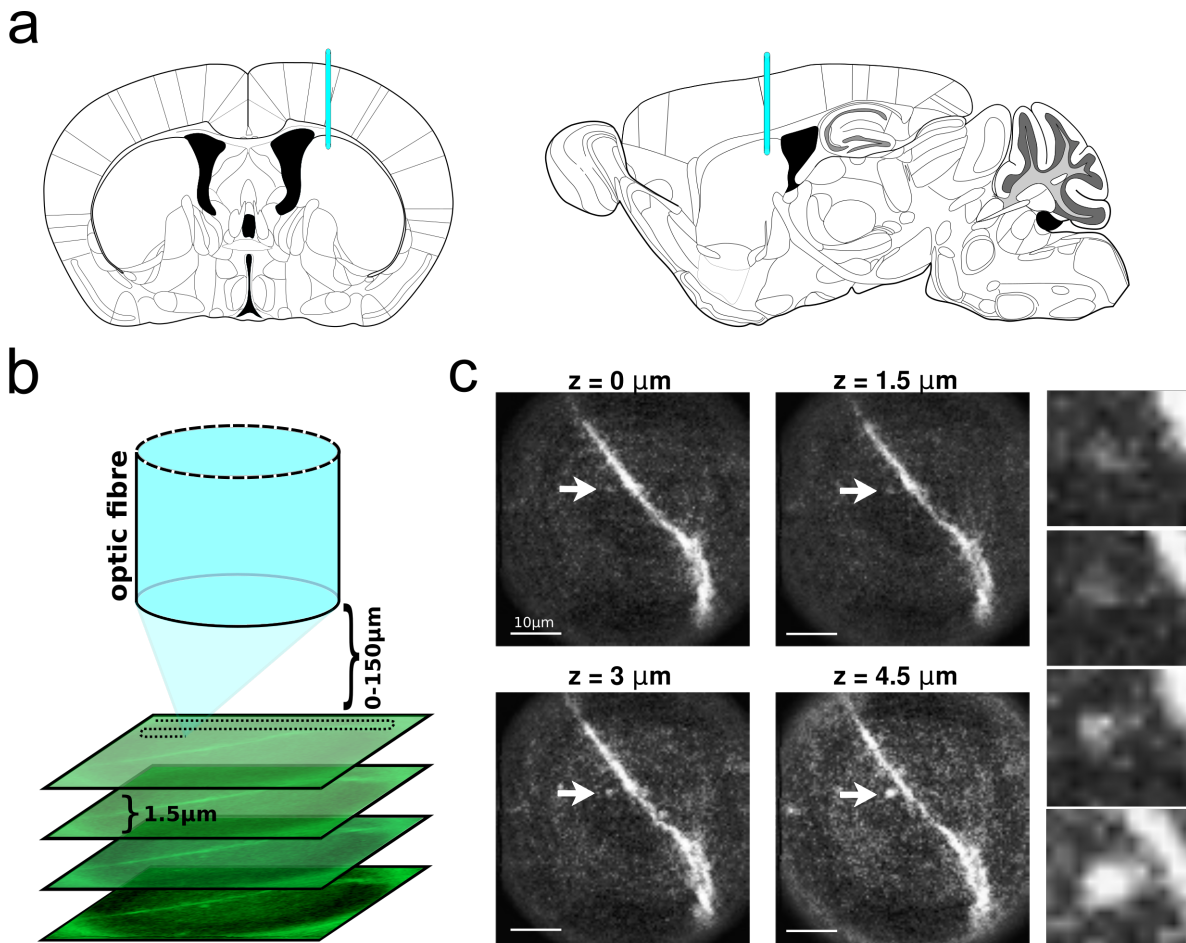 a
b
optic fibre
0-150μm
1.5μm
c
z = 0 μm
z = 1.5 μm
10μm
z = 3 μm
z = 4.5 μm